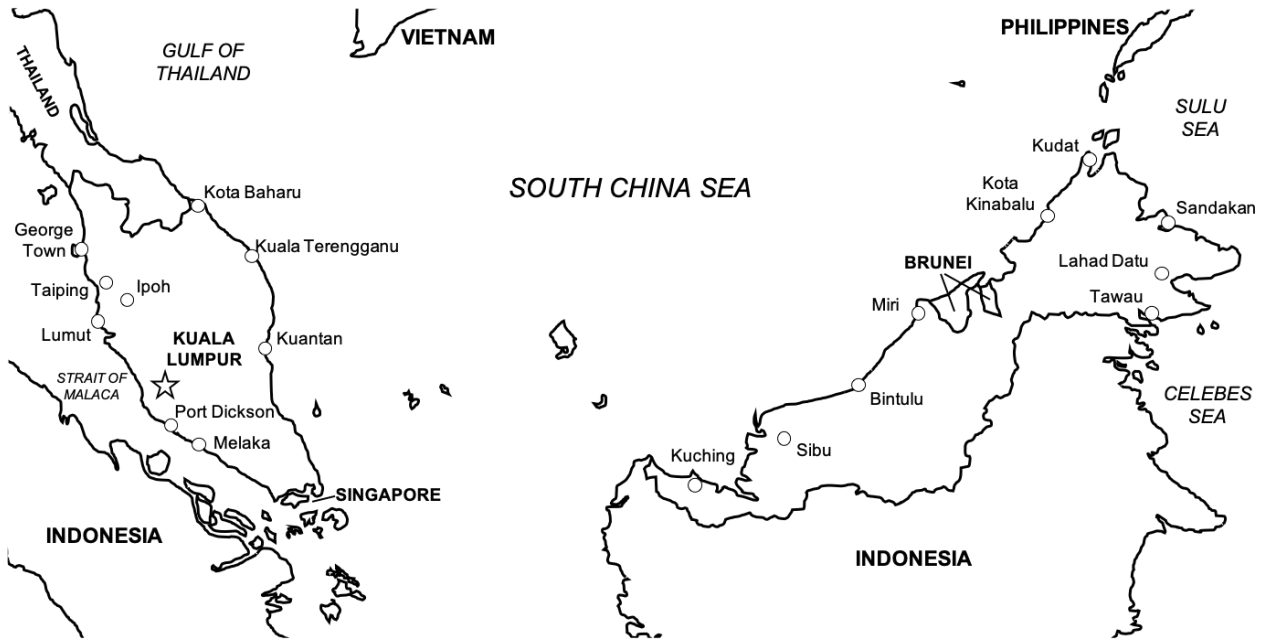 VIETNAM
PHILIPPINES
GULF OF
THAILAND
THAILAND
SULU
SEA
Kudat
SOUTH CHINA SEA
Kota
Kinabalu
Kota Baharu
Sandakan
George
Town
Kuala Terengganu
BRUNEI
Lahad Datu
Taiping
Ipoh
Tawau
Miri
Lumut
KUALA
LUMPUR
Kuantan
STRAIT OF
MALACA
CELEBES
SEA
Bintulu
Port Dickson
Melaka
Sibu
Kuching
SINGAPORE
INDONESIA
INDONESIA